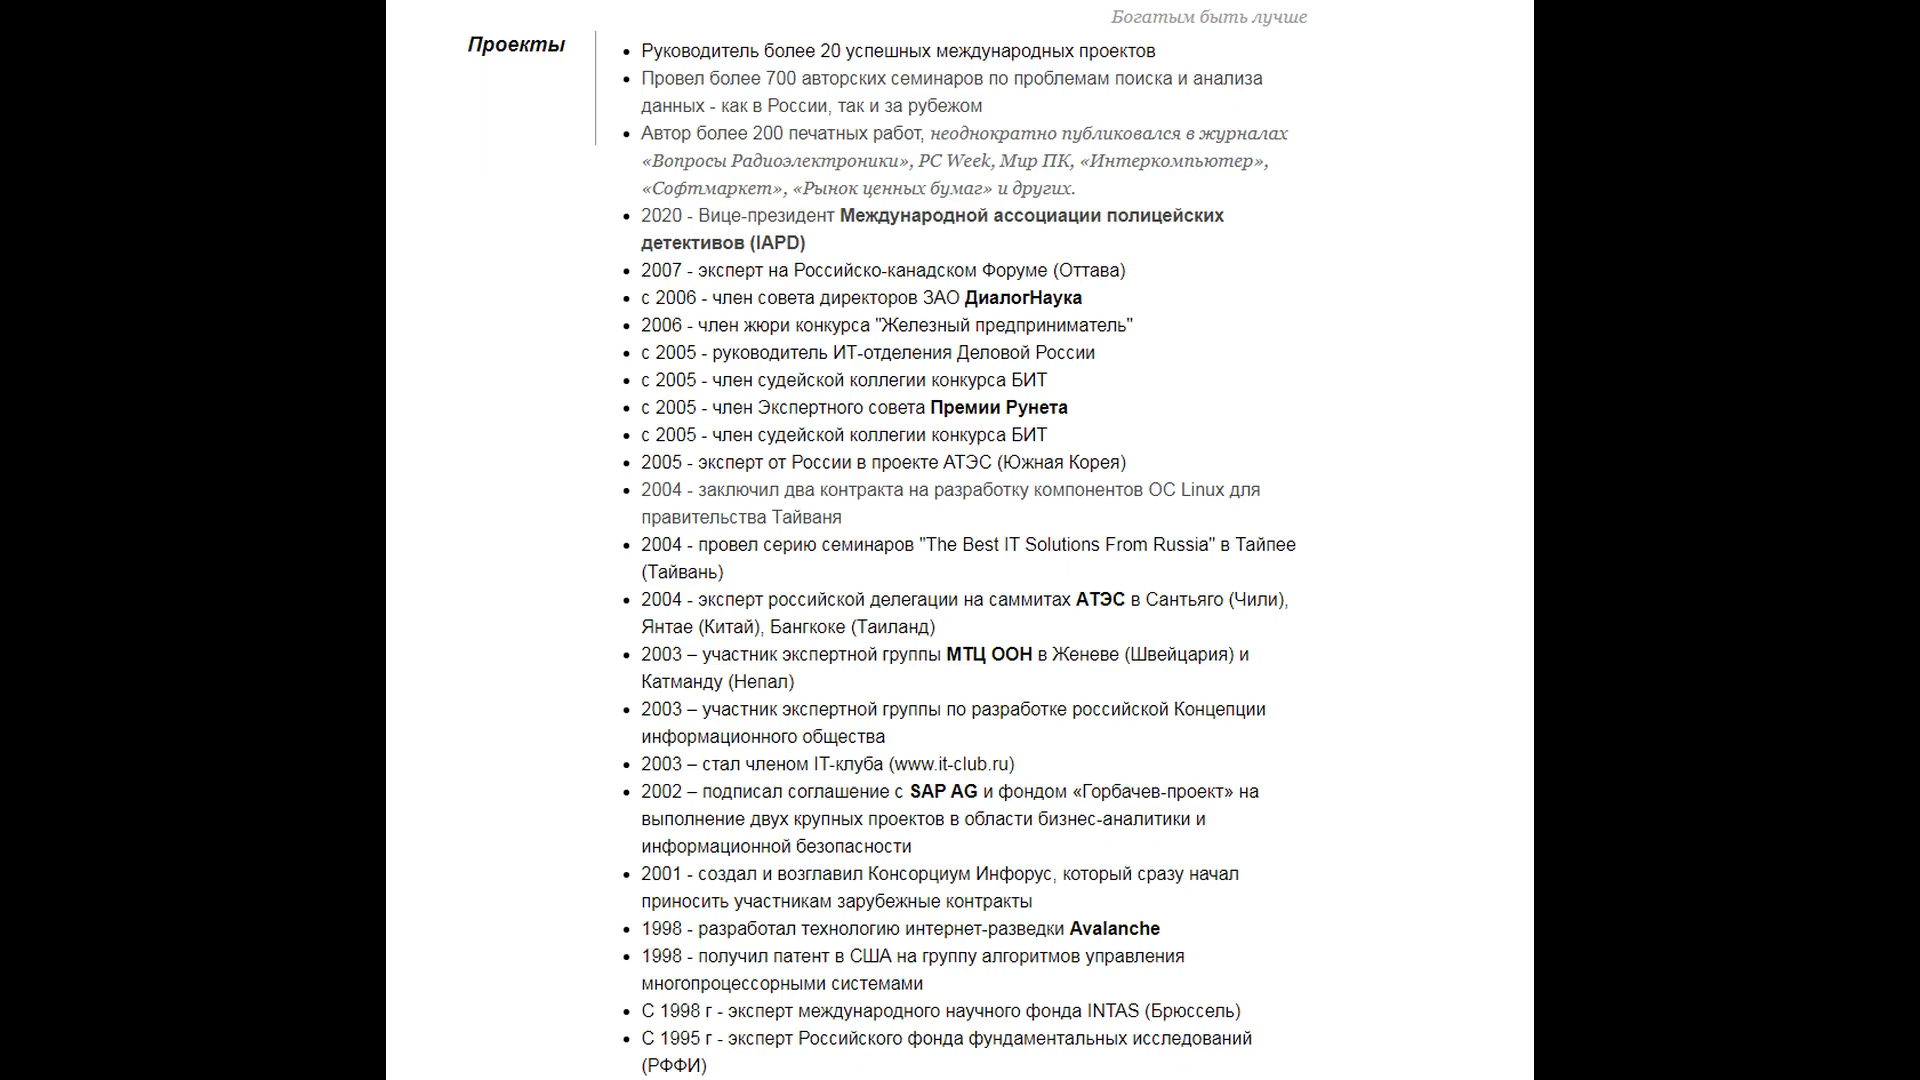 Богатым быть лучше
Проекты
Руководитель более 20 успешных международных проектов
Провел более 700 авторских семинаров по проблемам поиска и анализа
данных - как в России, так и за рубежом
Автор более 200 печатных работ, неоднократно публиковался в журналах
«Вопросы Радиоэлектроники», PC Week, Мир ПК, «Интеркомпьютер»,
«Софтмаркет», «Рынок ценных бумаг» и других.
2020 - Вице-президент Международной ассоциации полицейских
детективов (IAPD)
2007 - эксперт на Российско-канадском Форуме (Оттава)
с 2006 - член совета директоров ЗАО ДиалогНаука
2006 - член жюри конкурса "Железный предприниматель"
с 2005 - руководитель ИТ-отделения Деловой России
с 2005 - член судейской коллегии конкурса БИТ
с 2005 - член Экспертного совета Премии Рунета
с 2005 - член судейской коллегии конкурса БИТ
2005 - эксперт от России в проекте АТЭС (Южная Корея)
2004 - заключил два контракта на разработку компонентов ОС Linux для
правительства Тайваня
2004 - провел серию семинаров "The Best IT Solutions From Russia" в Тайпее
(Тайвань)
2004 - эксперт российской делегации на саммитах АТЭС в Сантьяго (Чили),
Янтае (Китай), Бангкоке (Таиланд)
2003 – участник экспертной группы МТЦ ООН в Женеве (Швейцария) и
Катманду (Непал)
2003 – участник экспертной группы по разработке российской Концепции
информационного общества
2003 – стал членом IT-клуба (www.it-club.ru)
2002 – подписал соглашение с SAP AG и фондом «Горбачев-проект» на
выполнение двух крупных проектов в области бизнес-аналитики и
информационной безопасности
2001 - создал и возглавил Консорциум Инфорус, который сразу начал
приносить участникам зарубежные контракты
1998 - разработал технологию интернет-разведки Avalanche
1998 - получил патент в США на группу алгоритмов управления
многопроцессорными системами
С 1998 г - эксперт международного научного фонда INTAS (Брюссель)
С 1995 г - эксперт Российского фонда фундаментальных исследований
(РФФИ)